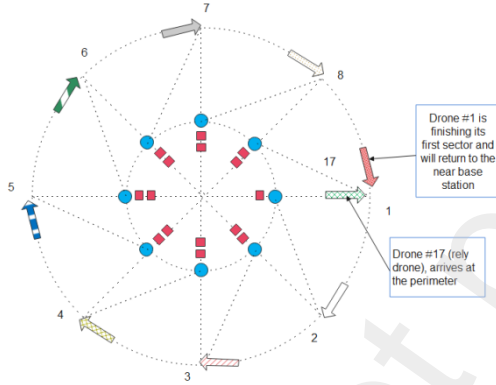 7
6
8
Drone #1 is
finishing its
first sector and
will return to the
near base
station
17
5
1
Drone #17 (rely
drone), arrives at
the perimeter
4
2
3